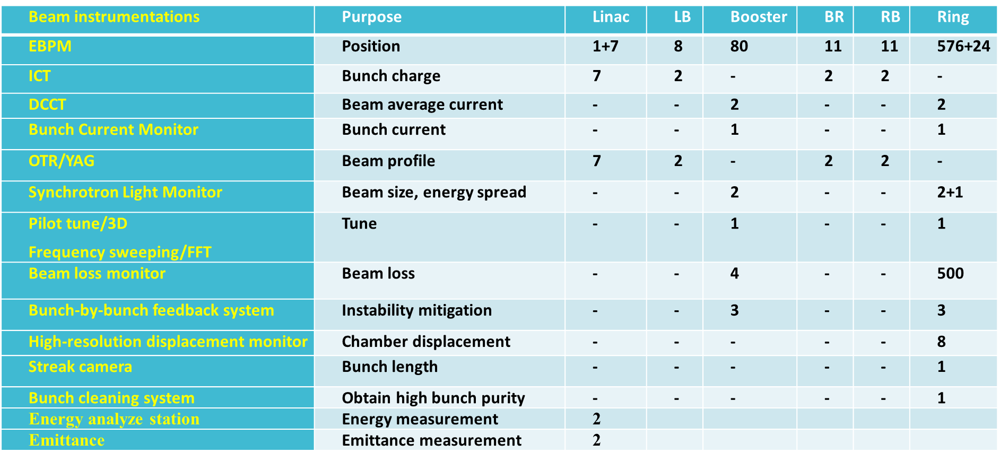 Beam instrumentations Purpose Linac LB Booster BR RB Ring
EBPM Position 1+7 8 80 11 11 576+24
ICT Bunch charge 7 2 - 2 2 -
DCCT Beam average current - - 2 - - 2
Bunch Current Monitor Bunch current - - 1 - - 1
OTR/YAG Beam profile 7 2 - 2 2 -
Synchrotron Light Monitor Beam size, energy spread - - 2 - - 2+1
Pilot tune/3D Tune - - 1 - - 1
Frequency sweeping/FFT
Beam loss monitor Beam loss - - 4 - - 500
Bunch-by-bunch feedback system Instability mitigation - - 3 - - 3
High-resolution displacement monitor Chamber displacement - - - - - 8
Streak camera Bunch length - - - - - 1
Bunch cleaning system Obtain high bunch purity - - - - - 1
Energy analyze station Energy measurement 2
Emittance Emittance measurement 2